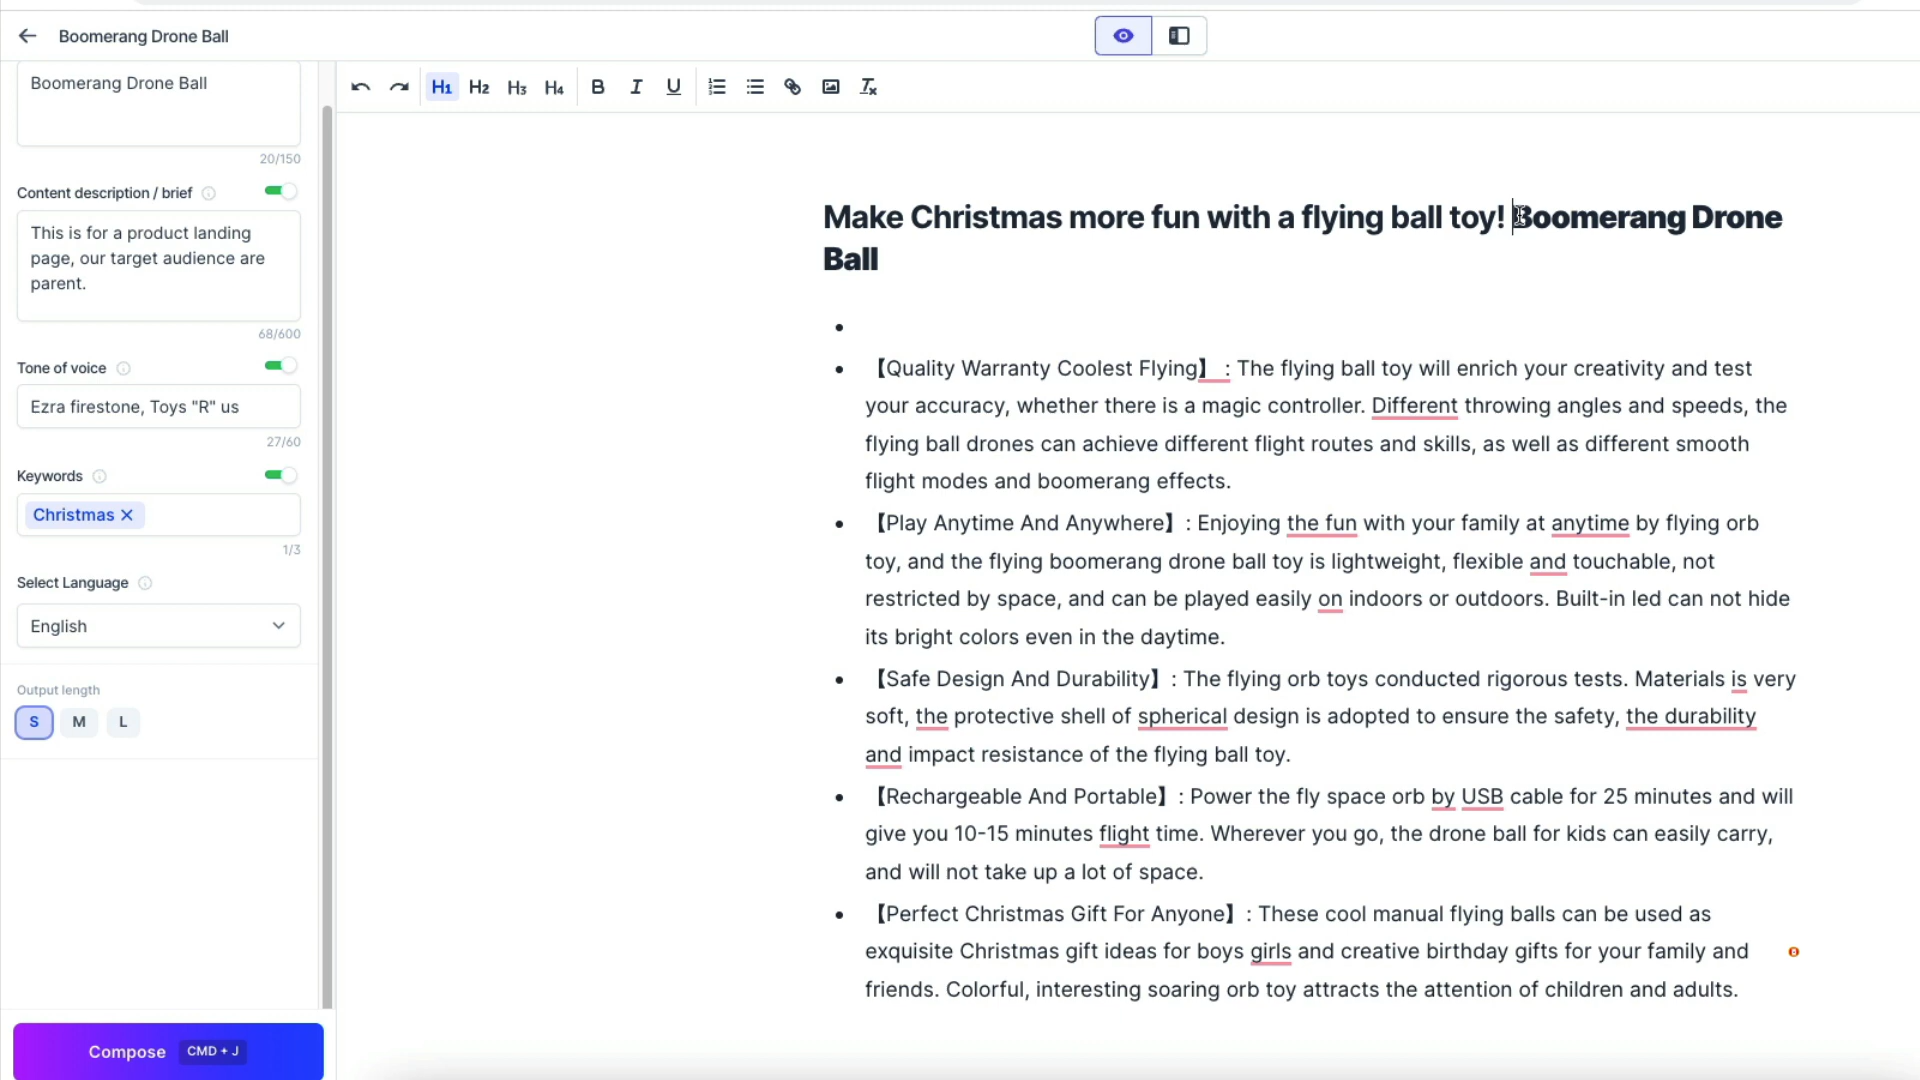 Boomerang Drone Ball
Boomerang Drone Ball
20/150
Content description / brief
This is for a product landing
page, our target audience are
parent.
68/600
Tone of voice
Ezra firestone, Toys "R" us
27/60
Keywords
Christmas
1/3
Select Language
English
Output length
S M L
Compose CMD + J
H1 H2 H3 H4 B I U
Make Christmas more fun with a flying ball toy! Boomerang Drone
Ball
【Quality Warranty Coolest Flying】 : The flying ball toy will enrich your creativity and test
your accuracy, whether there is a magic controller. Different throwing angles and speeds, the
flying ball drones can achieve different flight routes and skills, as well as different smooth
flight modes and boomerang effects.
【Play Anytime And Anywhere】: Enjoying the fun with your family at anytime by flying orb
toy, and the flying boomerang drone ball toy is lightweight, flexible and touchable, not
restricted by space, and can be played easily on indoors or outdoors. Built-in led can not hide
its bright colors even in the daytime.
【Safe Design And Durability】: The flying orb toys conducted rigorous tests. Materials is very
soft, the protective shell of spherical design is adopted to ensure the safety, the durability
and impact resistance of the flying ball toy.
【Rechargeable And Portable】: Power the fly space orb by USB cable for 25 minutes and will
give you 10-15 minutes flight time. Wherever you go, the drone ball for kids can easily carry,
and will not take up a lot of space.
【Perfect Christmas Gift For Anyone】: These cool manual flying balls can be used as
exquisite Christmas gift ideas for boys girls and creative birthday gifts for your family and
friends. Colorful, interesting soaring orb toy attracts the attention of children and adults.